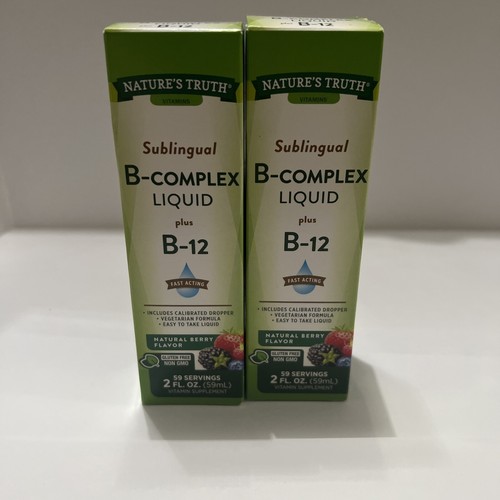 NATURE'S TRUTH®
VITAMINS
Sublingual
B-COMPLEX
LIQUID
plus
B-12
FAST ACTING
• INCLUDES CALIBRATED DROPPER
• VEGETARIAN FORMULA
• EASY TO TAKE LIQUID
NATURAL BERRY
FLAVOR
GLUTEN FREE
NON GMO
59 SERVINGS
2 FL. OZ. (59mL)
VITAMIN SUPPLEMENT
LIQUID
plus B-12
NATURE'S TRUTH®
VITAMINS
Sublingual
B-COMPLEX
LIQUID
plus
B-12
FAST ACTING
• INCLUDES CALIBRATED DROPPER
• VEGETARIAN FORMULA
• EASY TO TAKE LIQUID
NATURAL BERRY
FLAVOR
GLUTEN FREE
NON GMO
59 SERVINGS
2 FL. OZ. (59mL)
VITAMIN SUPPLEMENT